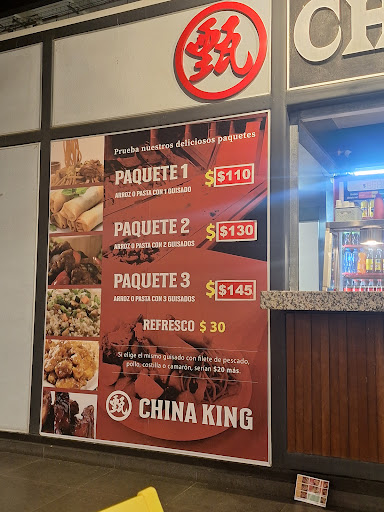 甄
CH
Prueba nuestros deliciosos paquetes
PAQUETE 1 $ $110
ARROZ O PASTA CON 1 GUISADO
PAQUETE 2 $ $130
ARROZ O PASTA CON 2 GUISADOS
PAQUETE 3 $ $145
ARROZ O PASTA CON 3 GUISADOS
REFRESCO $ 30
Si elige el mismo guisado con filete de pescado,
pollo, costilla o camarón, serían $20 más.
甄 CHINA KING